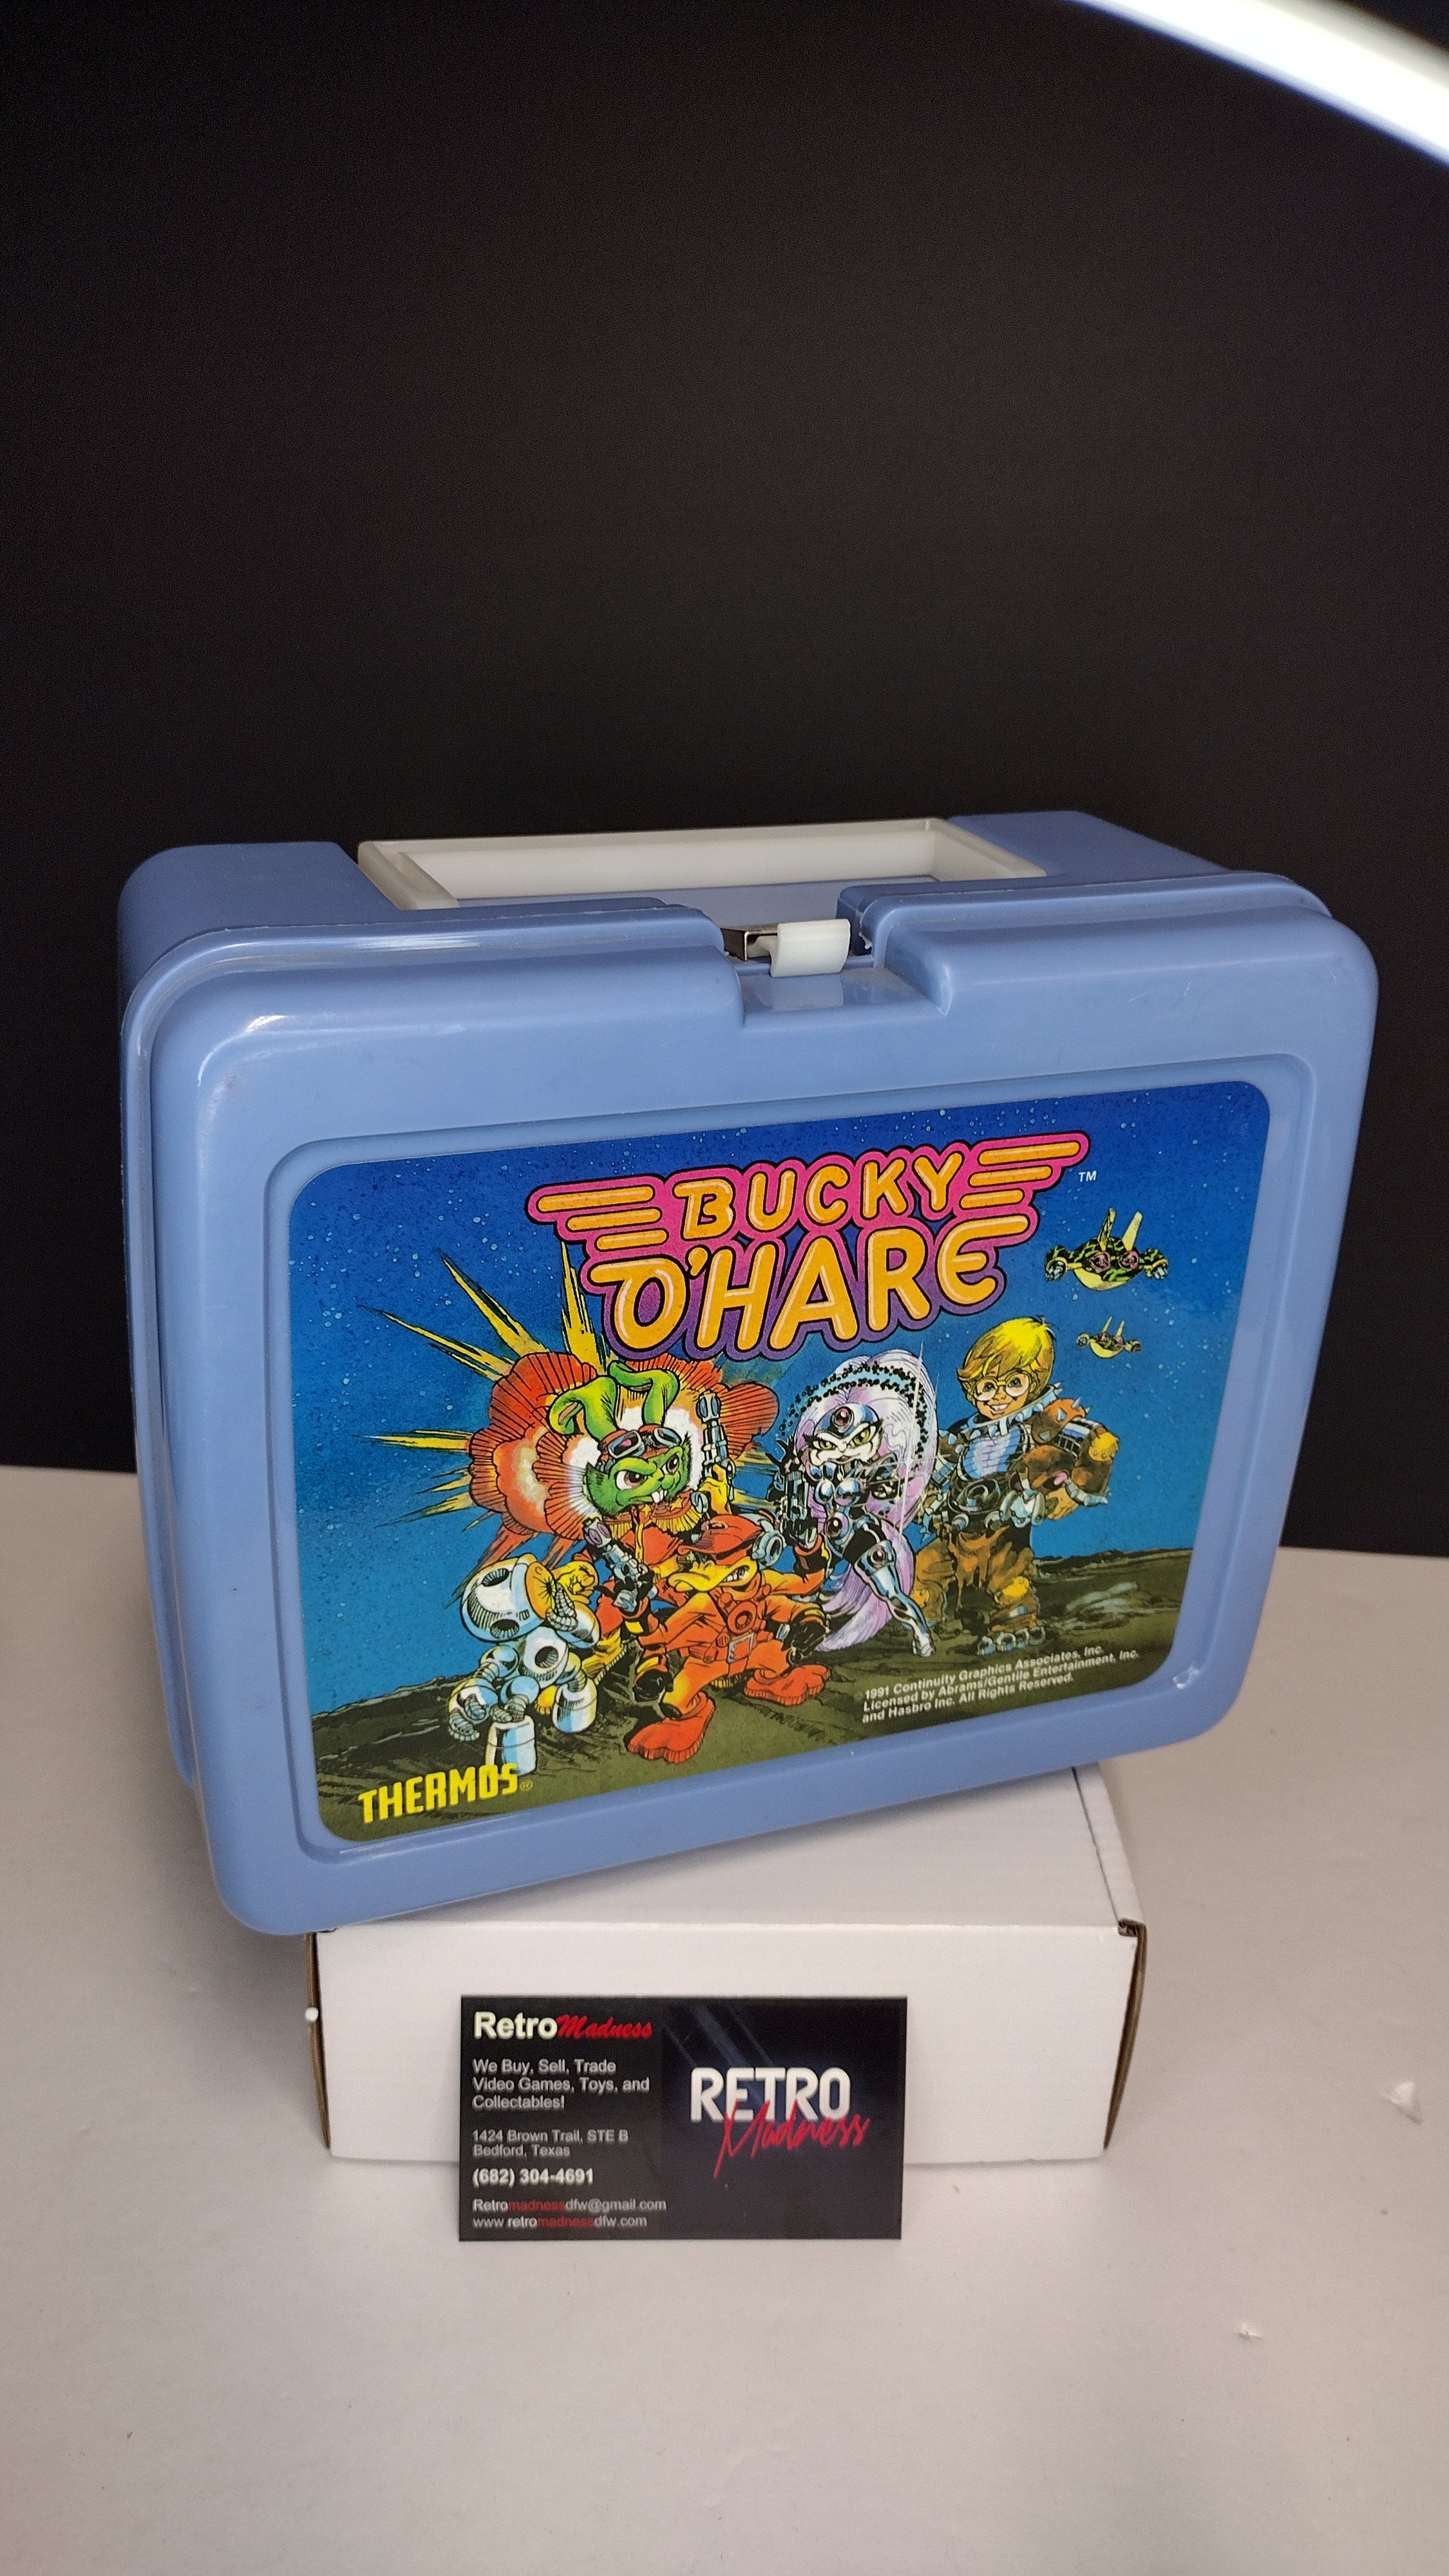 BUCKY
O'HARE
TM
1991 Continuity Graphics Associates, Inc.
Licensed by Abrams/Gentile Entertainment, Inc.
and Hasbro Inc. All Rights Reserved.
THERMOS®
RetroMadness
We Buy, Sell, Trade
Video Games, Toys, and
Collectables!
1424 Brown Trail, STE B
Bedford, Texas
(682) 304-4691
Retromadnessdfw@gmail.com
www.retromadnessdfw.com
RETRO
Madness